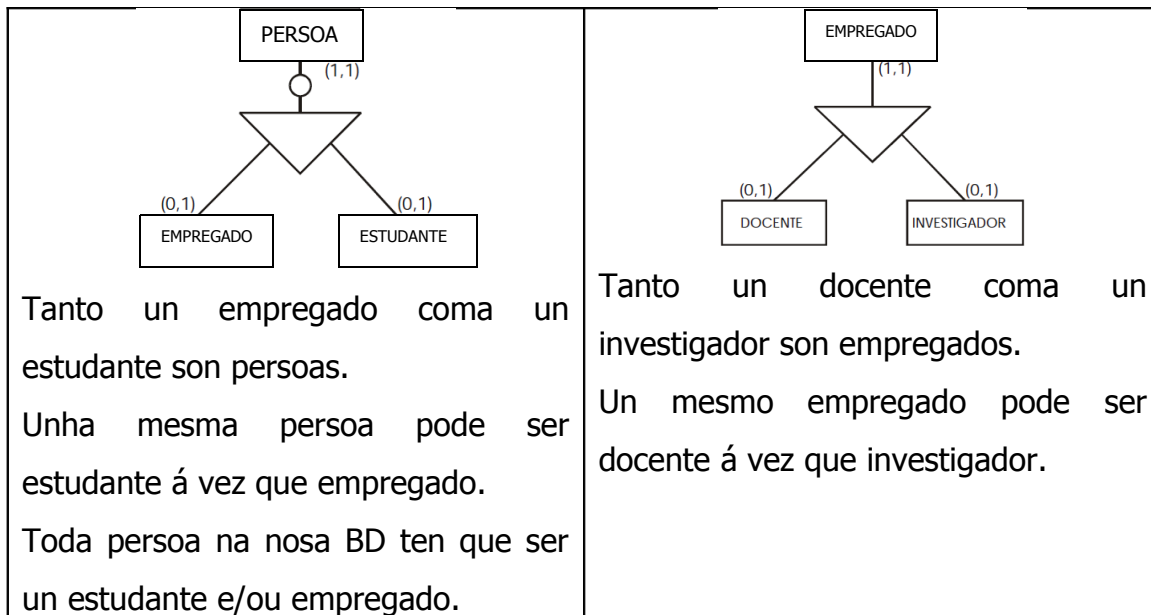 PERSOA
(1,1)
(0,1)
(0,1)
EMPREGADO
ESTUDANTE
Tanto un empregado coma un
estudante son persoas.
Unha mesma persoa pode ser
estudante á vez que empregado.
Toda persoa na nosa BD ten que ser
un estudante e/ou empregado.
EMPREGADO
(1,1)
(0,1)
(0,1)
DOCENTE
INVESTIGADOR
Tanto un docente coma un
investigador son empregados.
Un mesmo empregado pode ser
docente á vez que investigador.